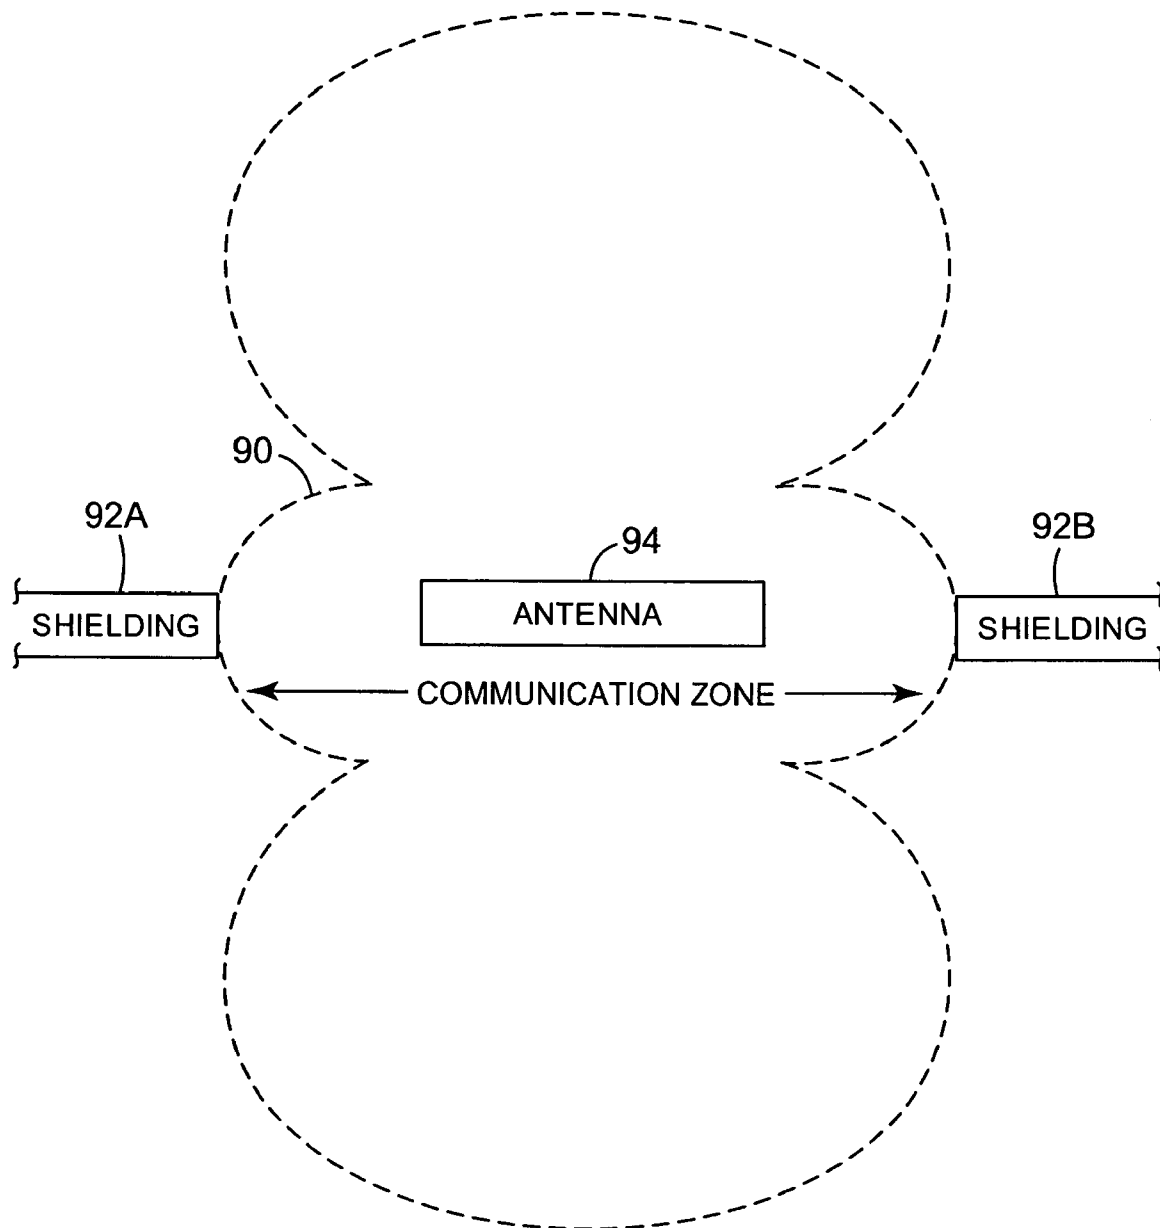 90
92A
94
92B
SHIELDING
ANTENNA
SHIELDING
COMMUNICATION ZONE